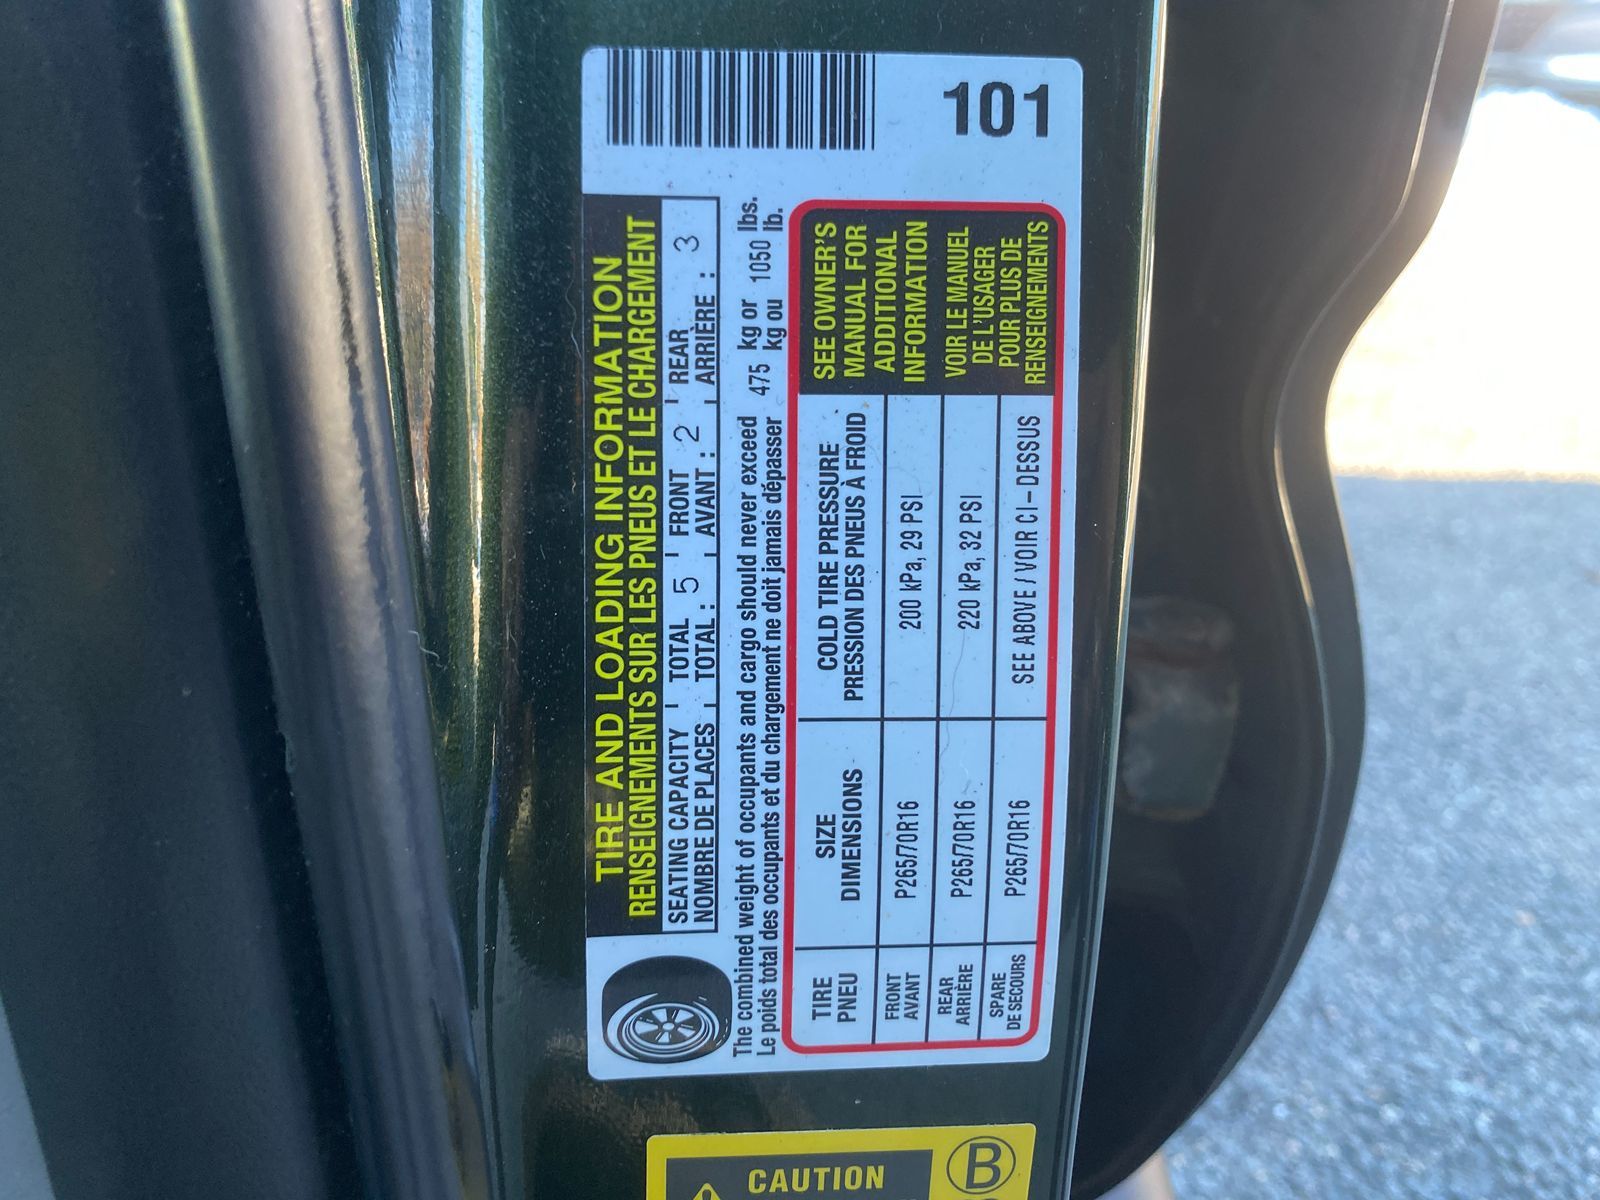 101
TIRE AND LOADING INFORMATION
RENSEIGNEMENTS SUR LES PNEUS ET LE CHARGEMENT
SEATING CAPACITY TOTAL 5 FRONT 2 REAR 3
NOMBRE DE PLACES TOTAL : AVANT : ARRIÈRE :
The combined weight of occupants and cargo should never exceed 475 kg or 1050 lbs.
Le poids total des occupants et du chargement ne doit jamais dépasser kg ou lb.
TIRE SIZE COLD TIRE PRESSURE
PNEU DIMENSIONS PRESSION DES PNEUS À FROID
FRONT P265/70R16 200 kPa, 29 PSI
AVANT
REAR P265/70R16 220 kPa, 32 PSI
ARRIÈRE
SPARE P265/70R16 SEE ABOVE / VOIR CI-DESSUS
DE SECOURS
SEE OWNER'S
MANUAL FOR
ADDITIONAL
INFORMATION
VOIR LE MANUEL
DE L'USAGER
POUR PLUS DE
RENSEIGNEMENTS
CAUTION
B